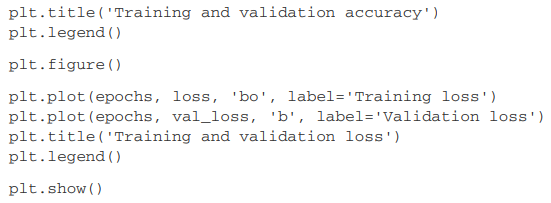 plt.title('Training and validation accuracy')
plt.legend()
plt.figure()
plt.plot(epochs, loss, 'bo', label='Training loss')
plt.plot(epochs, val_loss, 'b', label='Validation loss')
plt.title('Training and validation loss')
plt.legend()
plt.show()